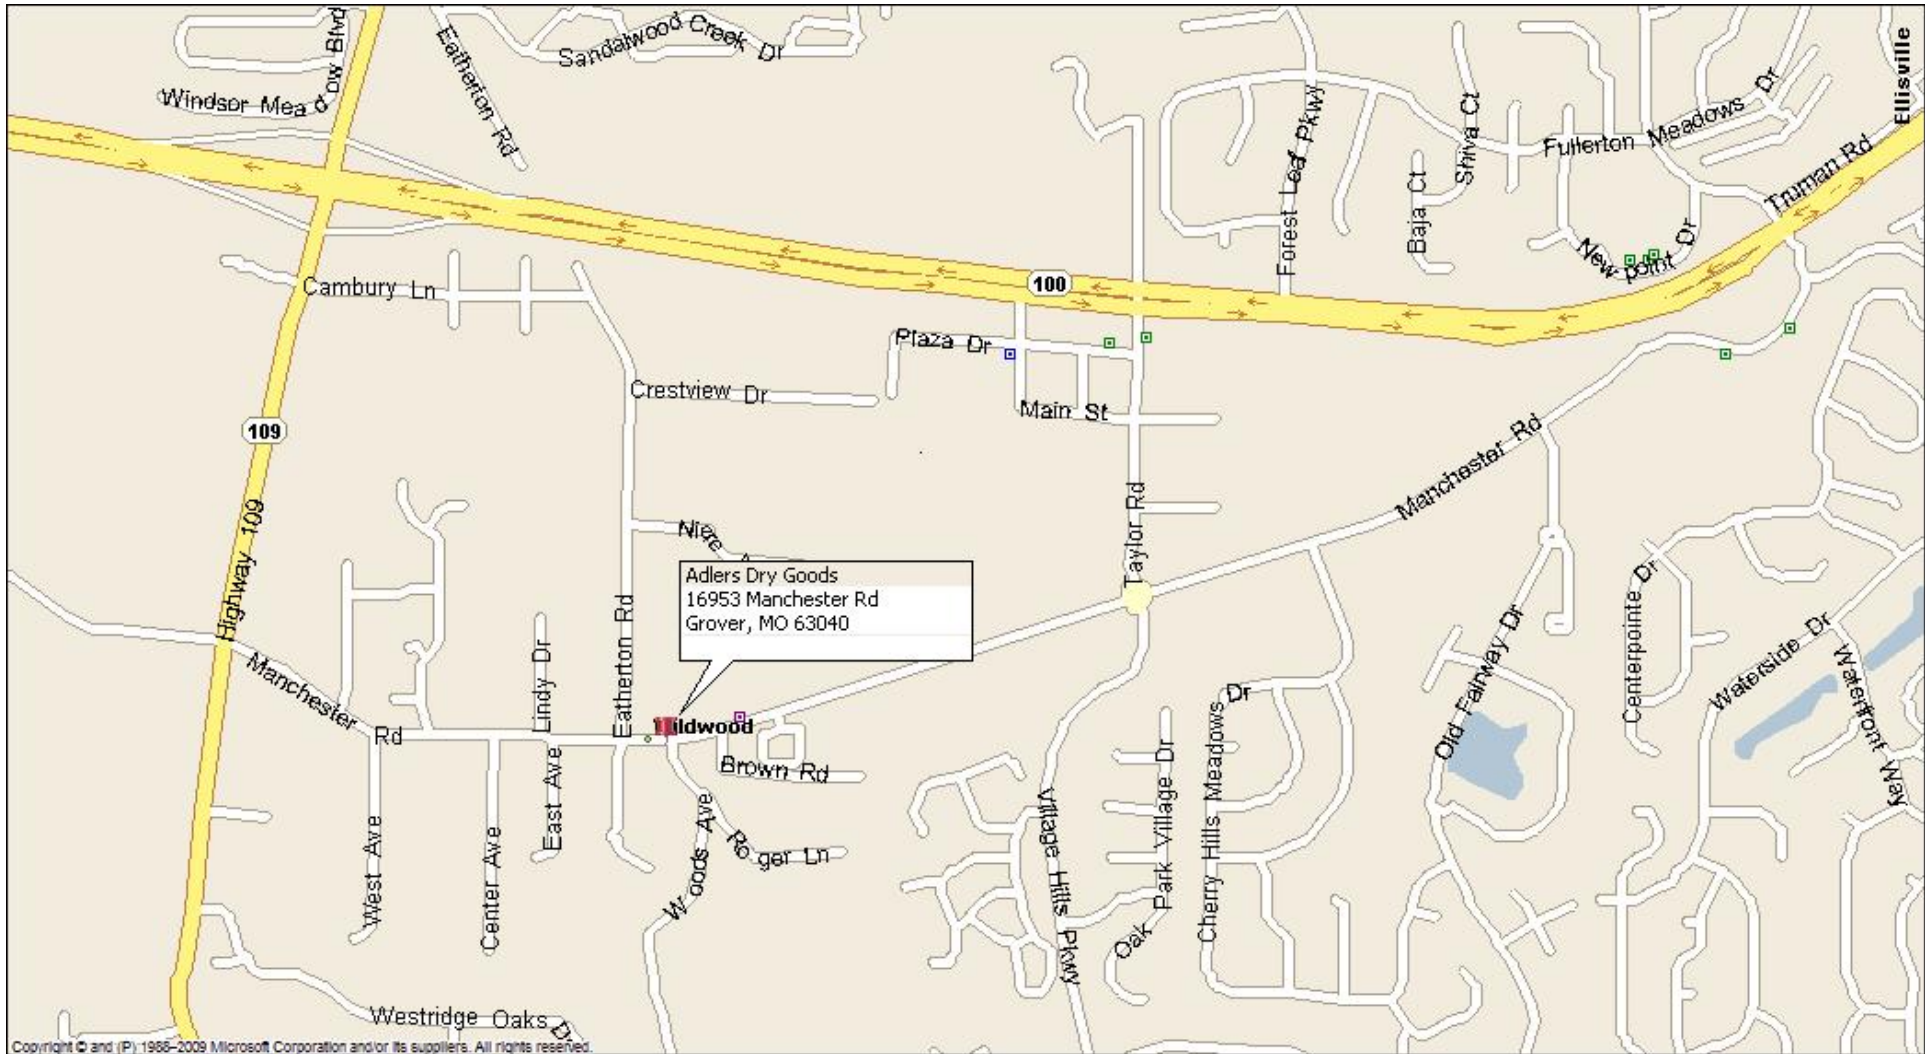 Windsor Meadow Blvd
Eatherton Rd
Sandalwood Creek Dr
Forest Leaf Pkwy
Baja Ct
Shiva Ct
Fullerton Meadows Dr
Ellisville
Truman Rd
Newpoint Dr
Cambury Ln
100
Plaza Dr
Crestview Dr
Main St
109
Highway 109
Manchester Rd
Taylor Rd
Adlers Dry Goods
16953 Manchester Rd
Grover, MO 63040
Manchester Rd
Lindy Dr
Eatherton Rd
Wildwood
Brown Rd
Roger Ln
Woods Ave
West Ave
Center Ave
East Ave
Village Hills Pkwy
Oak Park Village Dr
Cherry Hills Meadows Dr
Old Fairway Dr
Centerpointe Dr
Waterside Dr
Waterfront Way
Westridge Oaks D
Copyright © and (P) 1988–2009 Microsoft Corporation and/or its suppliers. All rights reserved.